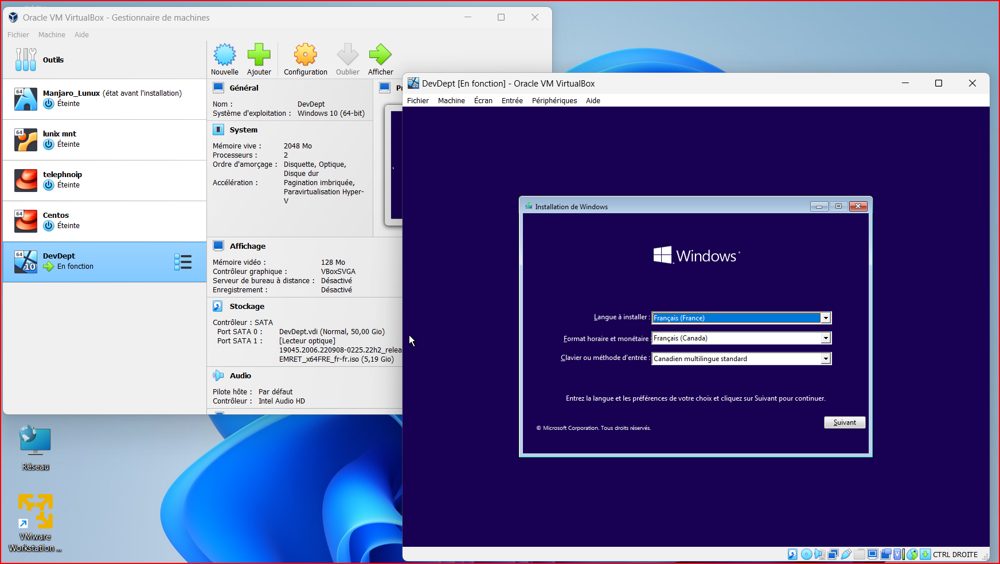 Oracle VM VirtualBox - Gestionnaire de machines
Fichier Machine Aide
Outils
Manjaro_Lunux (état avant l'installation)
Éteinte
lunix mnt
Éteinte
telephnoip
Éteinte
Centos
Éteinte
DevDept
En fonction
Nouvelle Ajouter Configuration Oublier Afficher
Général
Nom : DevDept
Système d'exploitation : Windows 10 (64-bit)
System
Mémoire vive : 2048 Mo
Processeurs : 2
Ordre d'amorçage : Disquette, Optique,
Disque dur
Accélération : Pagination imbriquée,
Paravirtualisation Hyper-
V
Affichage
Mémoire vidéo : 128 Mo
Contrôleur graphique : VBoxSVGA
Serveur de bureau à distance : Désactivé
Enregistrement : Désactivé
Stockage
Contrôleur : SATA
Port SATA 0 : DevDept.vdi (Normal, 50,00 Gio)
Port SATA 1 : [Lecteur optique]
19045.2006.220908-0225.22h2_relea
EMRET_x64FRE_fr-fr.iso (5,19 Gio)
Audio
Pilote hôte : Par défaut
Contrôleur : Intel Audio HD
DevDept [En fonction] - Oracle VM VirtualBox
Fichier Machine Écran Entrée Périphériques Aide
Installation de Windows
Windows
Langue à installer : Français (France)
Format horaire et monétaire : Français (Canada)
Clavier ou méthode d'entrée : Canadien multilingue standard
Entrez la langue et les préférences de votre choix et cliquez sur Suivant pour continuer.
Suivant
© Microsoft Corporation. Tous droits réservés.
CTRL DROITE
Réseau
VMware
Workstation ...